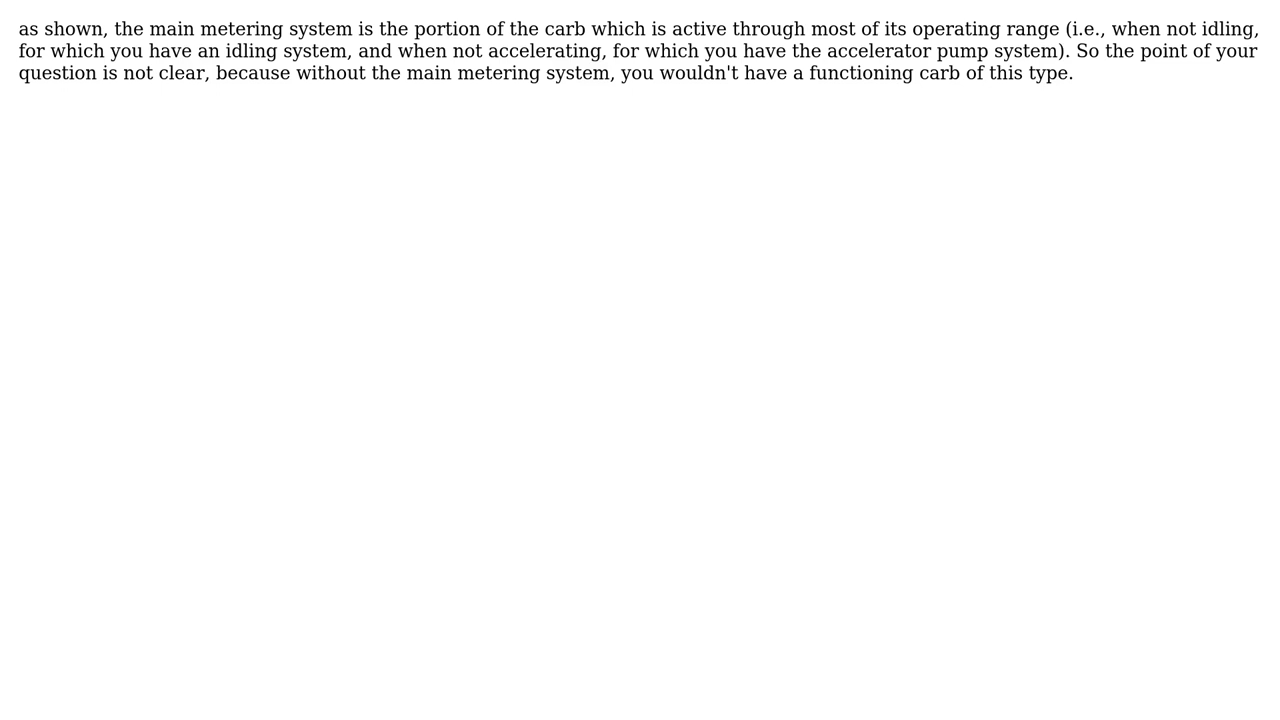 as shown, the main metering system is the portion of the carb which is active through most of its operating range (i.e., when not idling,
for which you have an idling system, and when not accelerating, for which you have the accelerator pump system). So the point of your
question is not clear, because without the main metering system, you wouldn't have a functioning carb of this type.